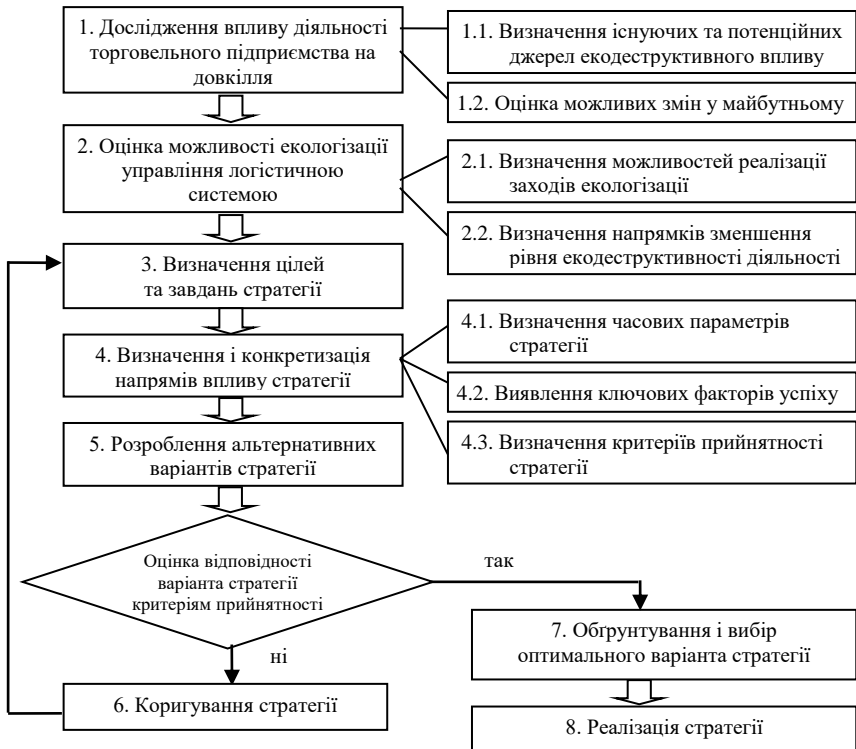 1. Дослідження впливу діяльності
торговельного підприємства на
довкілля
1.1. Визначення існуючих та потенційних
джерел екодеструктивного впливу
1.2. Оцінка можливих змін у майбутньому
2. Оцінка можливості екологізації
управління логістичною
системою
2.1. Визначення можливостей реалізації
заходів екологізації
2.2. Визначення напрямків зменшення
рівня екодеструктивності діяльності
3. Визначення цілей
та завдань стратегії
4. Визначення і конкретизація
напрямів впливу стратегії
4.1. Визначення часових параметрів
стратегії
4.2. Виявлення ключових факторів успіху
4.3. Визначення критеріїв прийнятності
стратегії
5. Розроблення альтернативних
варіантів стратегії
Оцінка відповідності
варіанта стратегії
критеріям прийнятності
так
ні
6. Коригування стратегії
7. Обґрунтування і вибір
оптимального варіанта стратегії
8. Реалізація стратегії